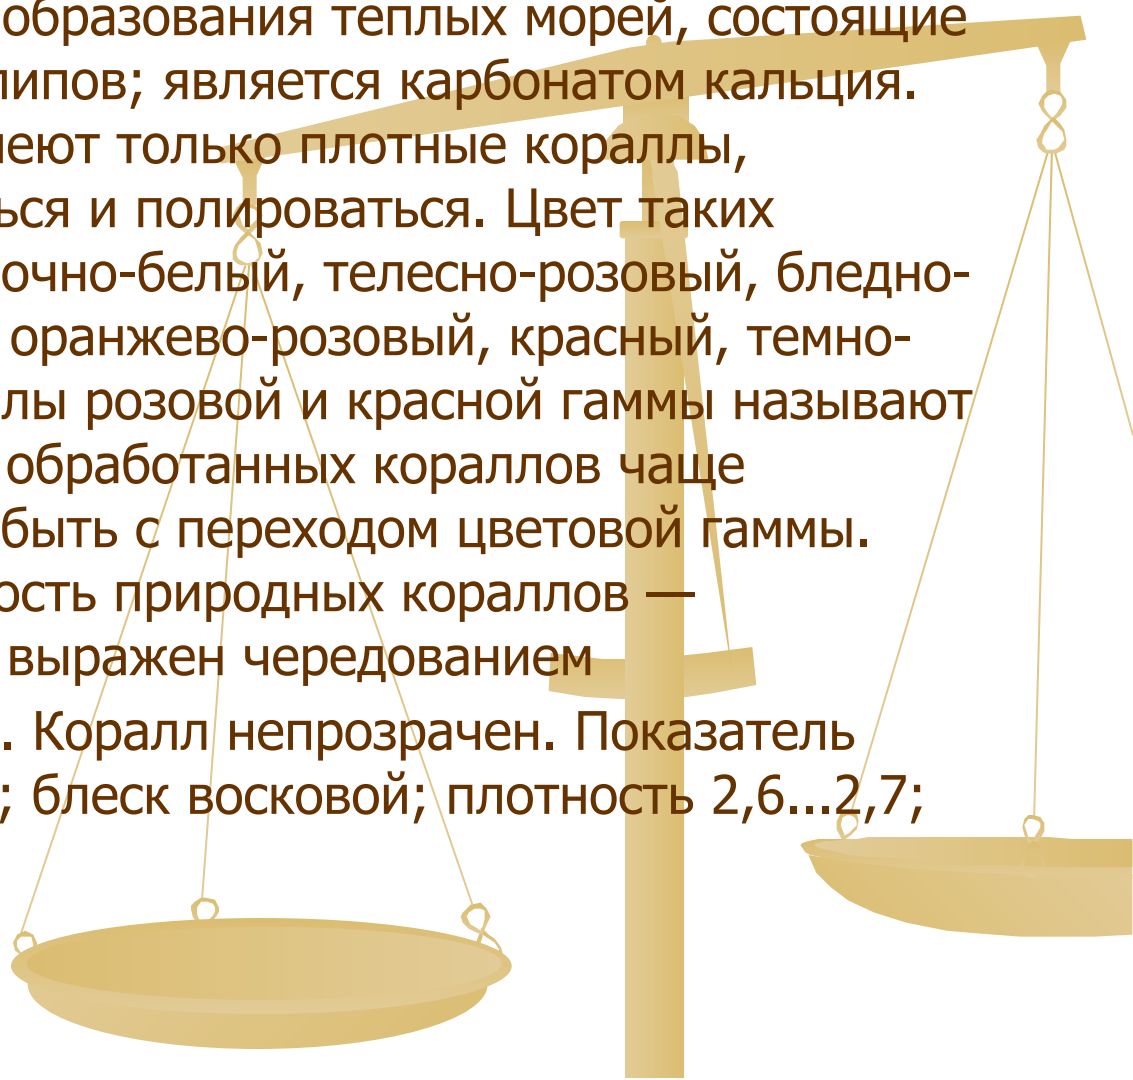 образования теплых морей, состоящие
липов; является карбонатом кальция.
еют только плотные кораллы,
ься и полироваться. Цвет таких
очно-белый, телесно-розовый, бледно-
оранжево-розовый, красный, темно-
лы розовой и красной гаммы называют
обработанных кораллов чаще
быть с переходом цветовой гаммы.
ость природных кораллов —
выражен чередованием
. Коралл непрозрачен. Показатель
; блеск восковой; плотность 2,6...2,7;